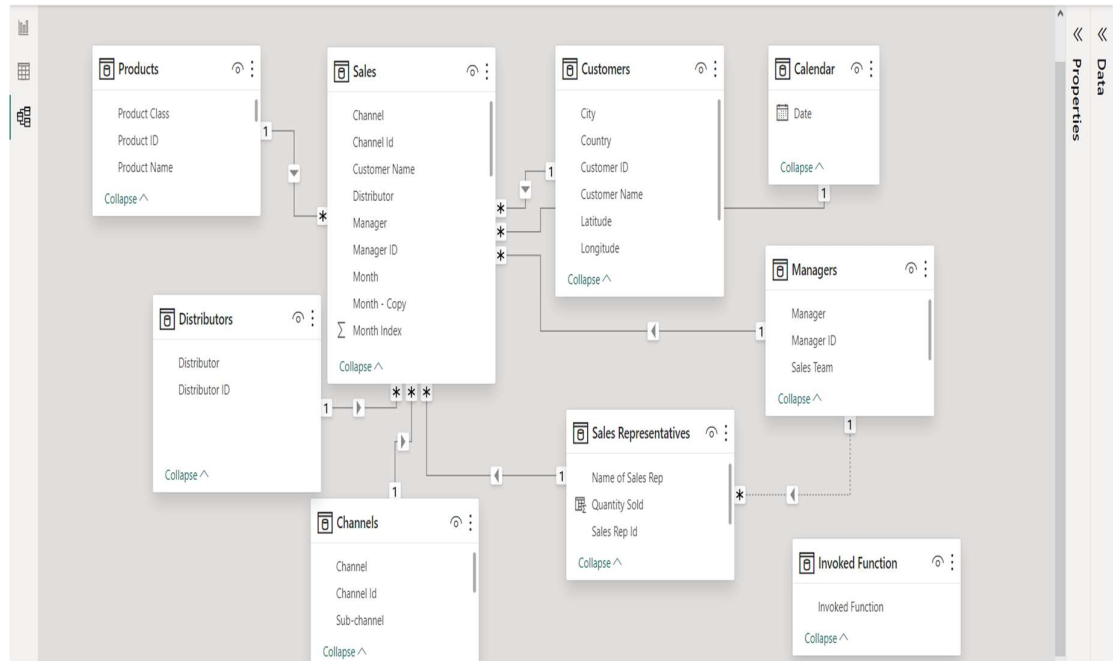 Products
Product Class
Product ID
Product Name
Collapse
1
*
Sales
Channel
Channel Id
Customer Name
Distributor
Manager
Manager ID
Month
Month - Copy
∑ Month Index
Collapse
* * *
*
*
*
Customers
City
Country
Customer ID
Customer Name
Latitude
Longitude
Collapse
1
Calendar
Date
Collapse
1
Managers
Manager
Manager ID
Sales Team
Collapse
1
1
Distributors
Distributor
Distributor ID
Collapse
1
Channels
Channel
Channel Id
Sub-channel
Collapse
1
Sales Representatives
Name of Sales Rep
Quantity Sold
Sales Rep Id
Collapse
1
*
Invoked Function
Invoked Function
Collapse
Properties
Data